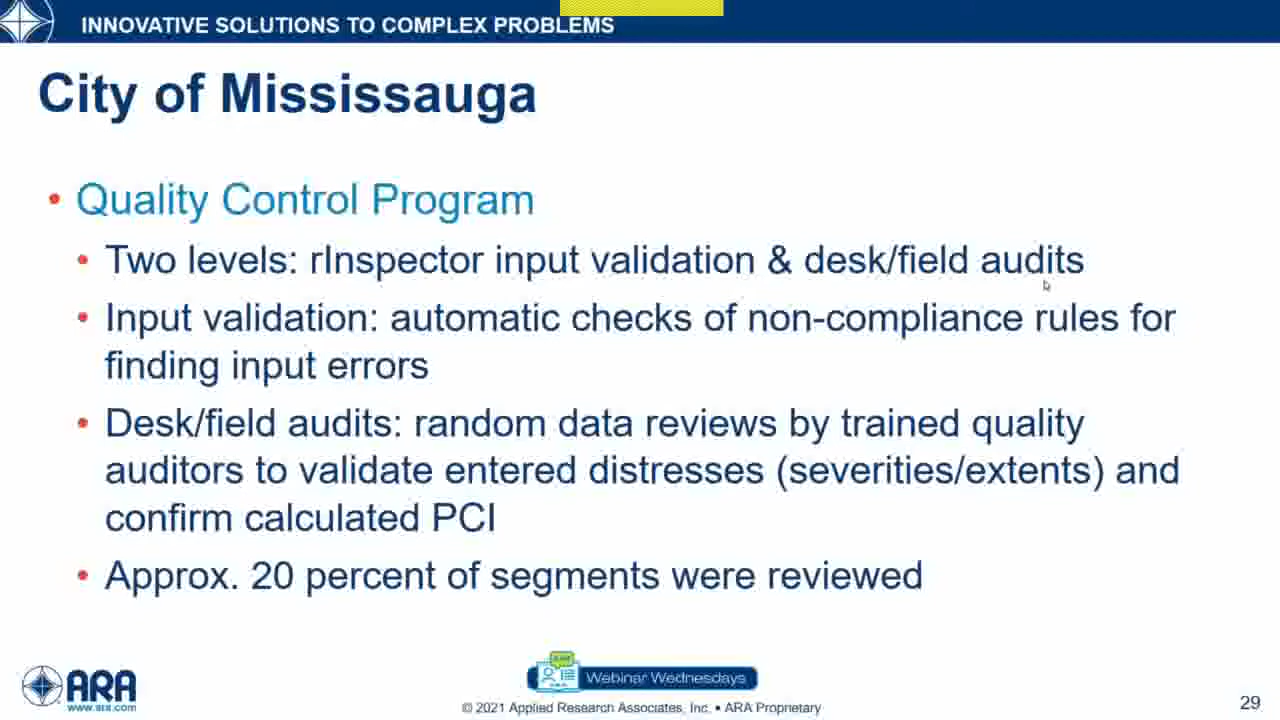 INNOVATIVE SOLUTIONS TO COMPLEX PROBLEMS
City of Mississauga
• Quality Control Program
• Two levels: rInspector input validation & desk/field audits
• Input validation: automatic checks of non-compliance rules for
finding input errors
• Desk/field audits: random data reviews by trained quality
auditors to validate entered distresses (severities/extents) and
confirm calculated PCI
• Approx. 20 percent of segments were reviewed
ARA
www.ara.com
Webinar Wednesdays
© 2021 Applied Research Associates, Inc. • ARA Proprietary
29